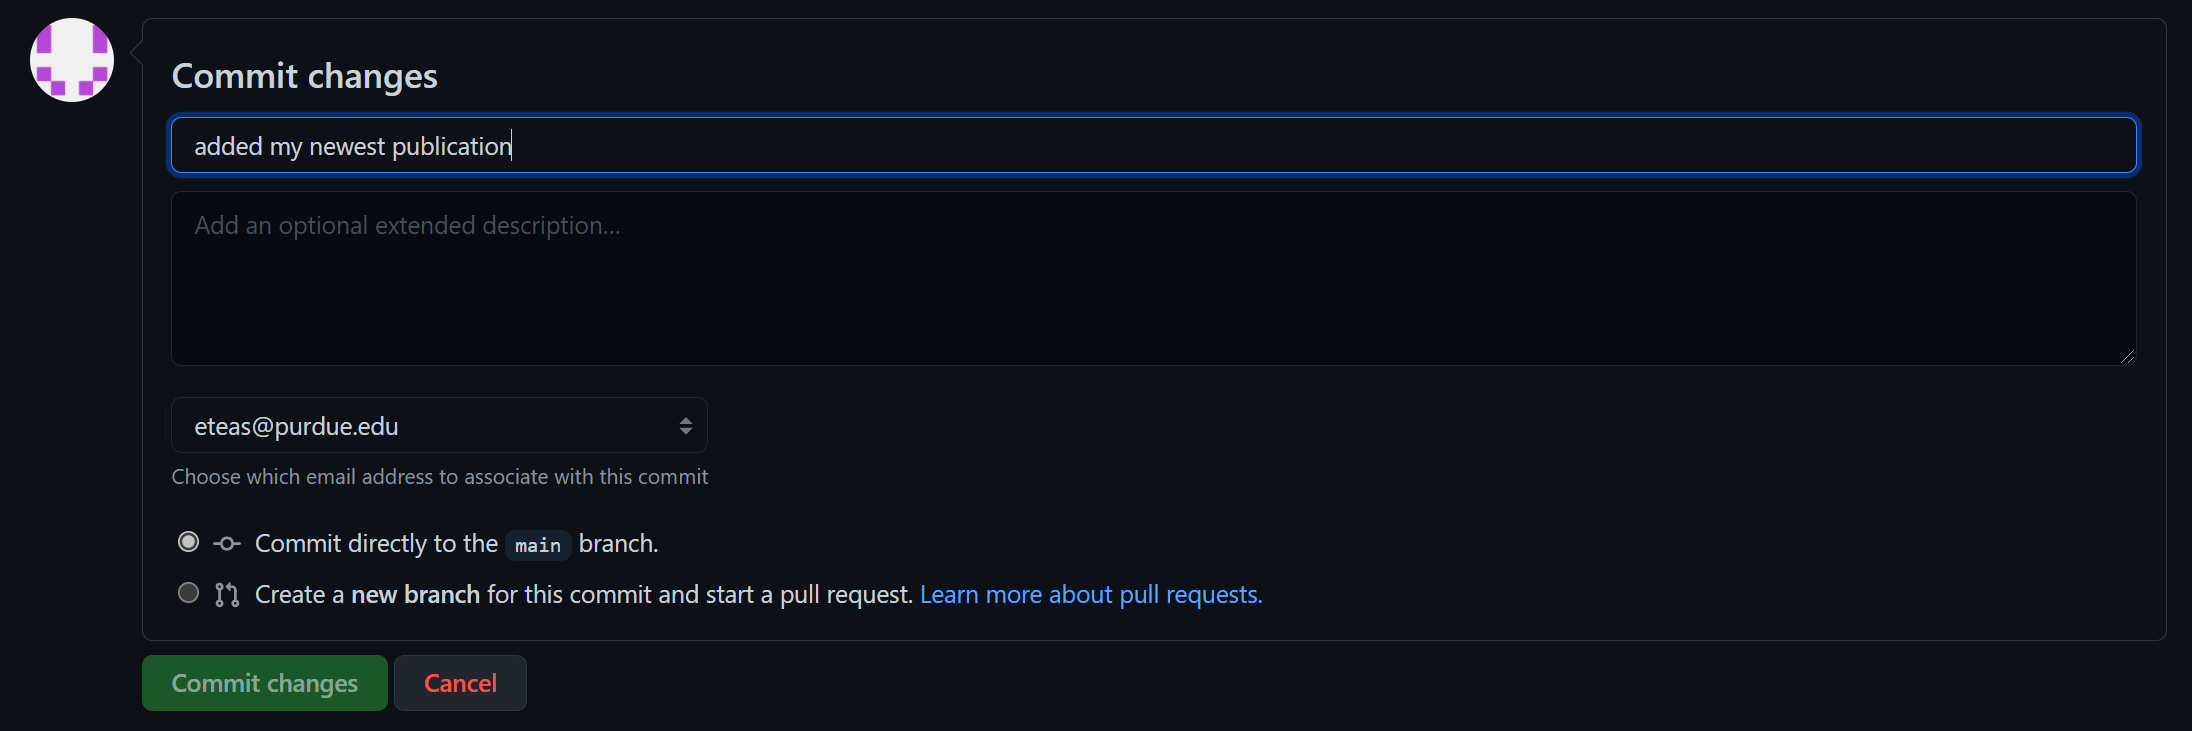 Commit changes
added my newest publication
Add an optional extended description...
eteas@purdue.edu
Choose which email address to associate with this commit
Commit directly to the main branch.
Create a new branch for this commit and start a pull request. Learn more about pull requests.
Commit changes Cancel